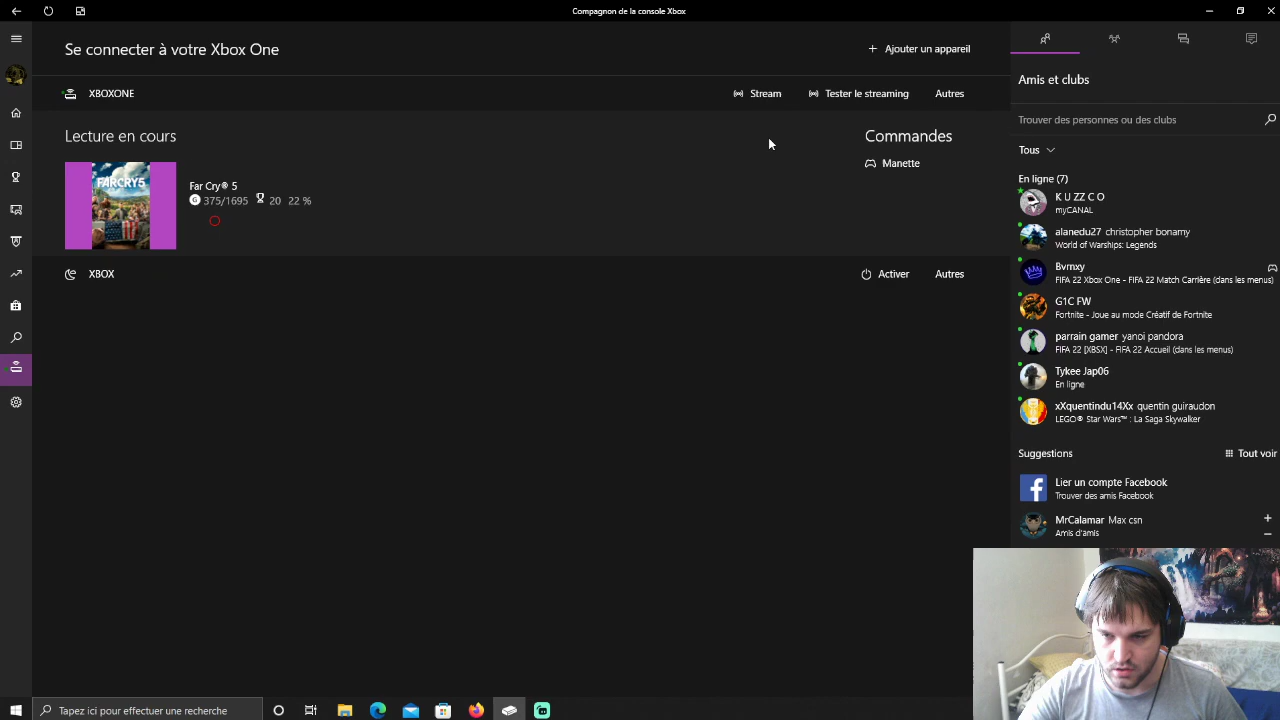 Compagnon de la console Xbox
Se connecter à votre Xbox One
Ajouter un appareil
XBOXONE
Stream
Tester le streaming
Autres
Lecture en cours
Commandes
FARCRY5
Far Cry® 5
G 375/1695 20 22 %
Manette
XBOX
Activer
Autres
Amis et clubs
Trouver des personnes ou des clubs
Tous
En ligne (7)
K U ZZ C O
myCANAL
alanedu27 christopher bonamy
World of Warships: Legends
Bvrnxy
FIFA 22 Xbox One - FIFA 22 Match Carrière (dans les menus)
G1C FW
Fortnite - Joue au mode Créatif de Fortnite
parrain gamer yanoi pandora
FIFA 22 [XBSX] - FIFA 22 Accueil (dans les menus)
Tykee Jap06
En ligne
xXquentindu14Xx quentin guiraudon
LEGO® Star Wars™ : La Saga Skywalker
Suggestions
Tout voir
Lier un compte Facebook
Trouver des amis Facebook
MrCalamar Max csn
Amis d'amis
Tapez ici pour effectuer une recherche